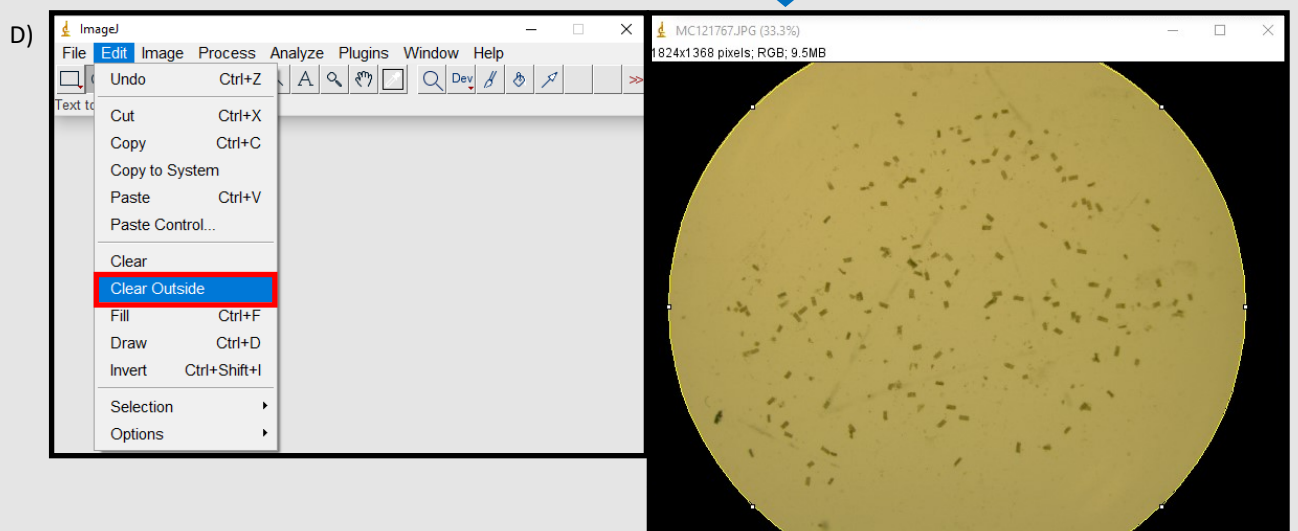 D)
ImageJ
File Edit Image Process Analyze Plugins Window Help
A Dev >>
Text to
Undo Ctrl+Z
Cut Ctrl+X
Copy Ctrl+C
Copy to System
Paste Ctrl+V
Paste Control...
Clear
Clear Outside
Fill Ctrl+F
Draw Ctrl+D
Invert Ctrl+Shift+I
Selection
Options
MC121767.JPG (33.3%)
1824x1368 pixels; RGB; 9.5MB